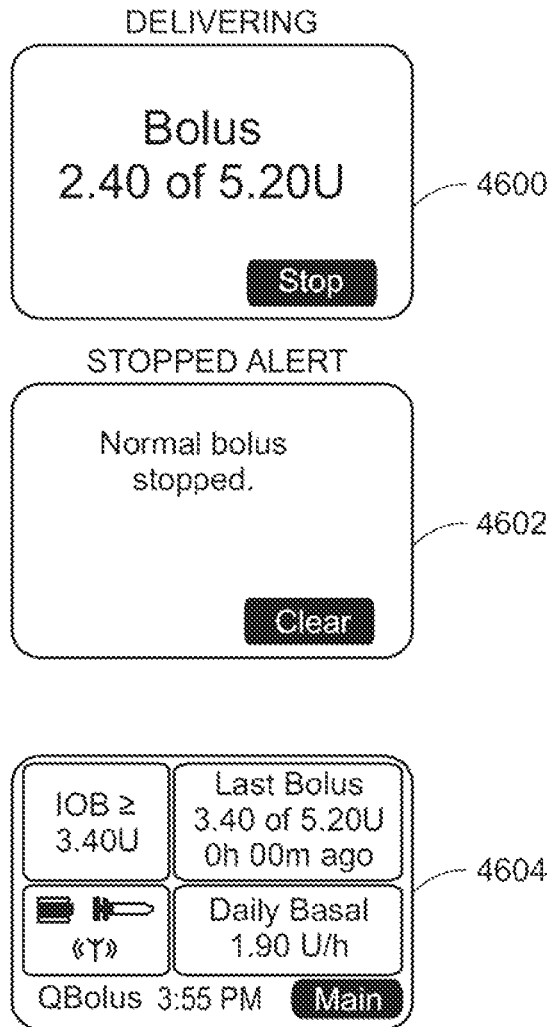 DELIVERING
Bolus
2.40 of 5.20U
Stop
4600
STOPPED ALERT
Normal bolus
stopped.
Clear
4602
IOB ≥
3.40U
Last Bolus
3.40 of 5.20U
0h 00m ago
4604
Daily Basal
1.90 U/h
QBolus 3:55 PM
Main